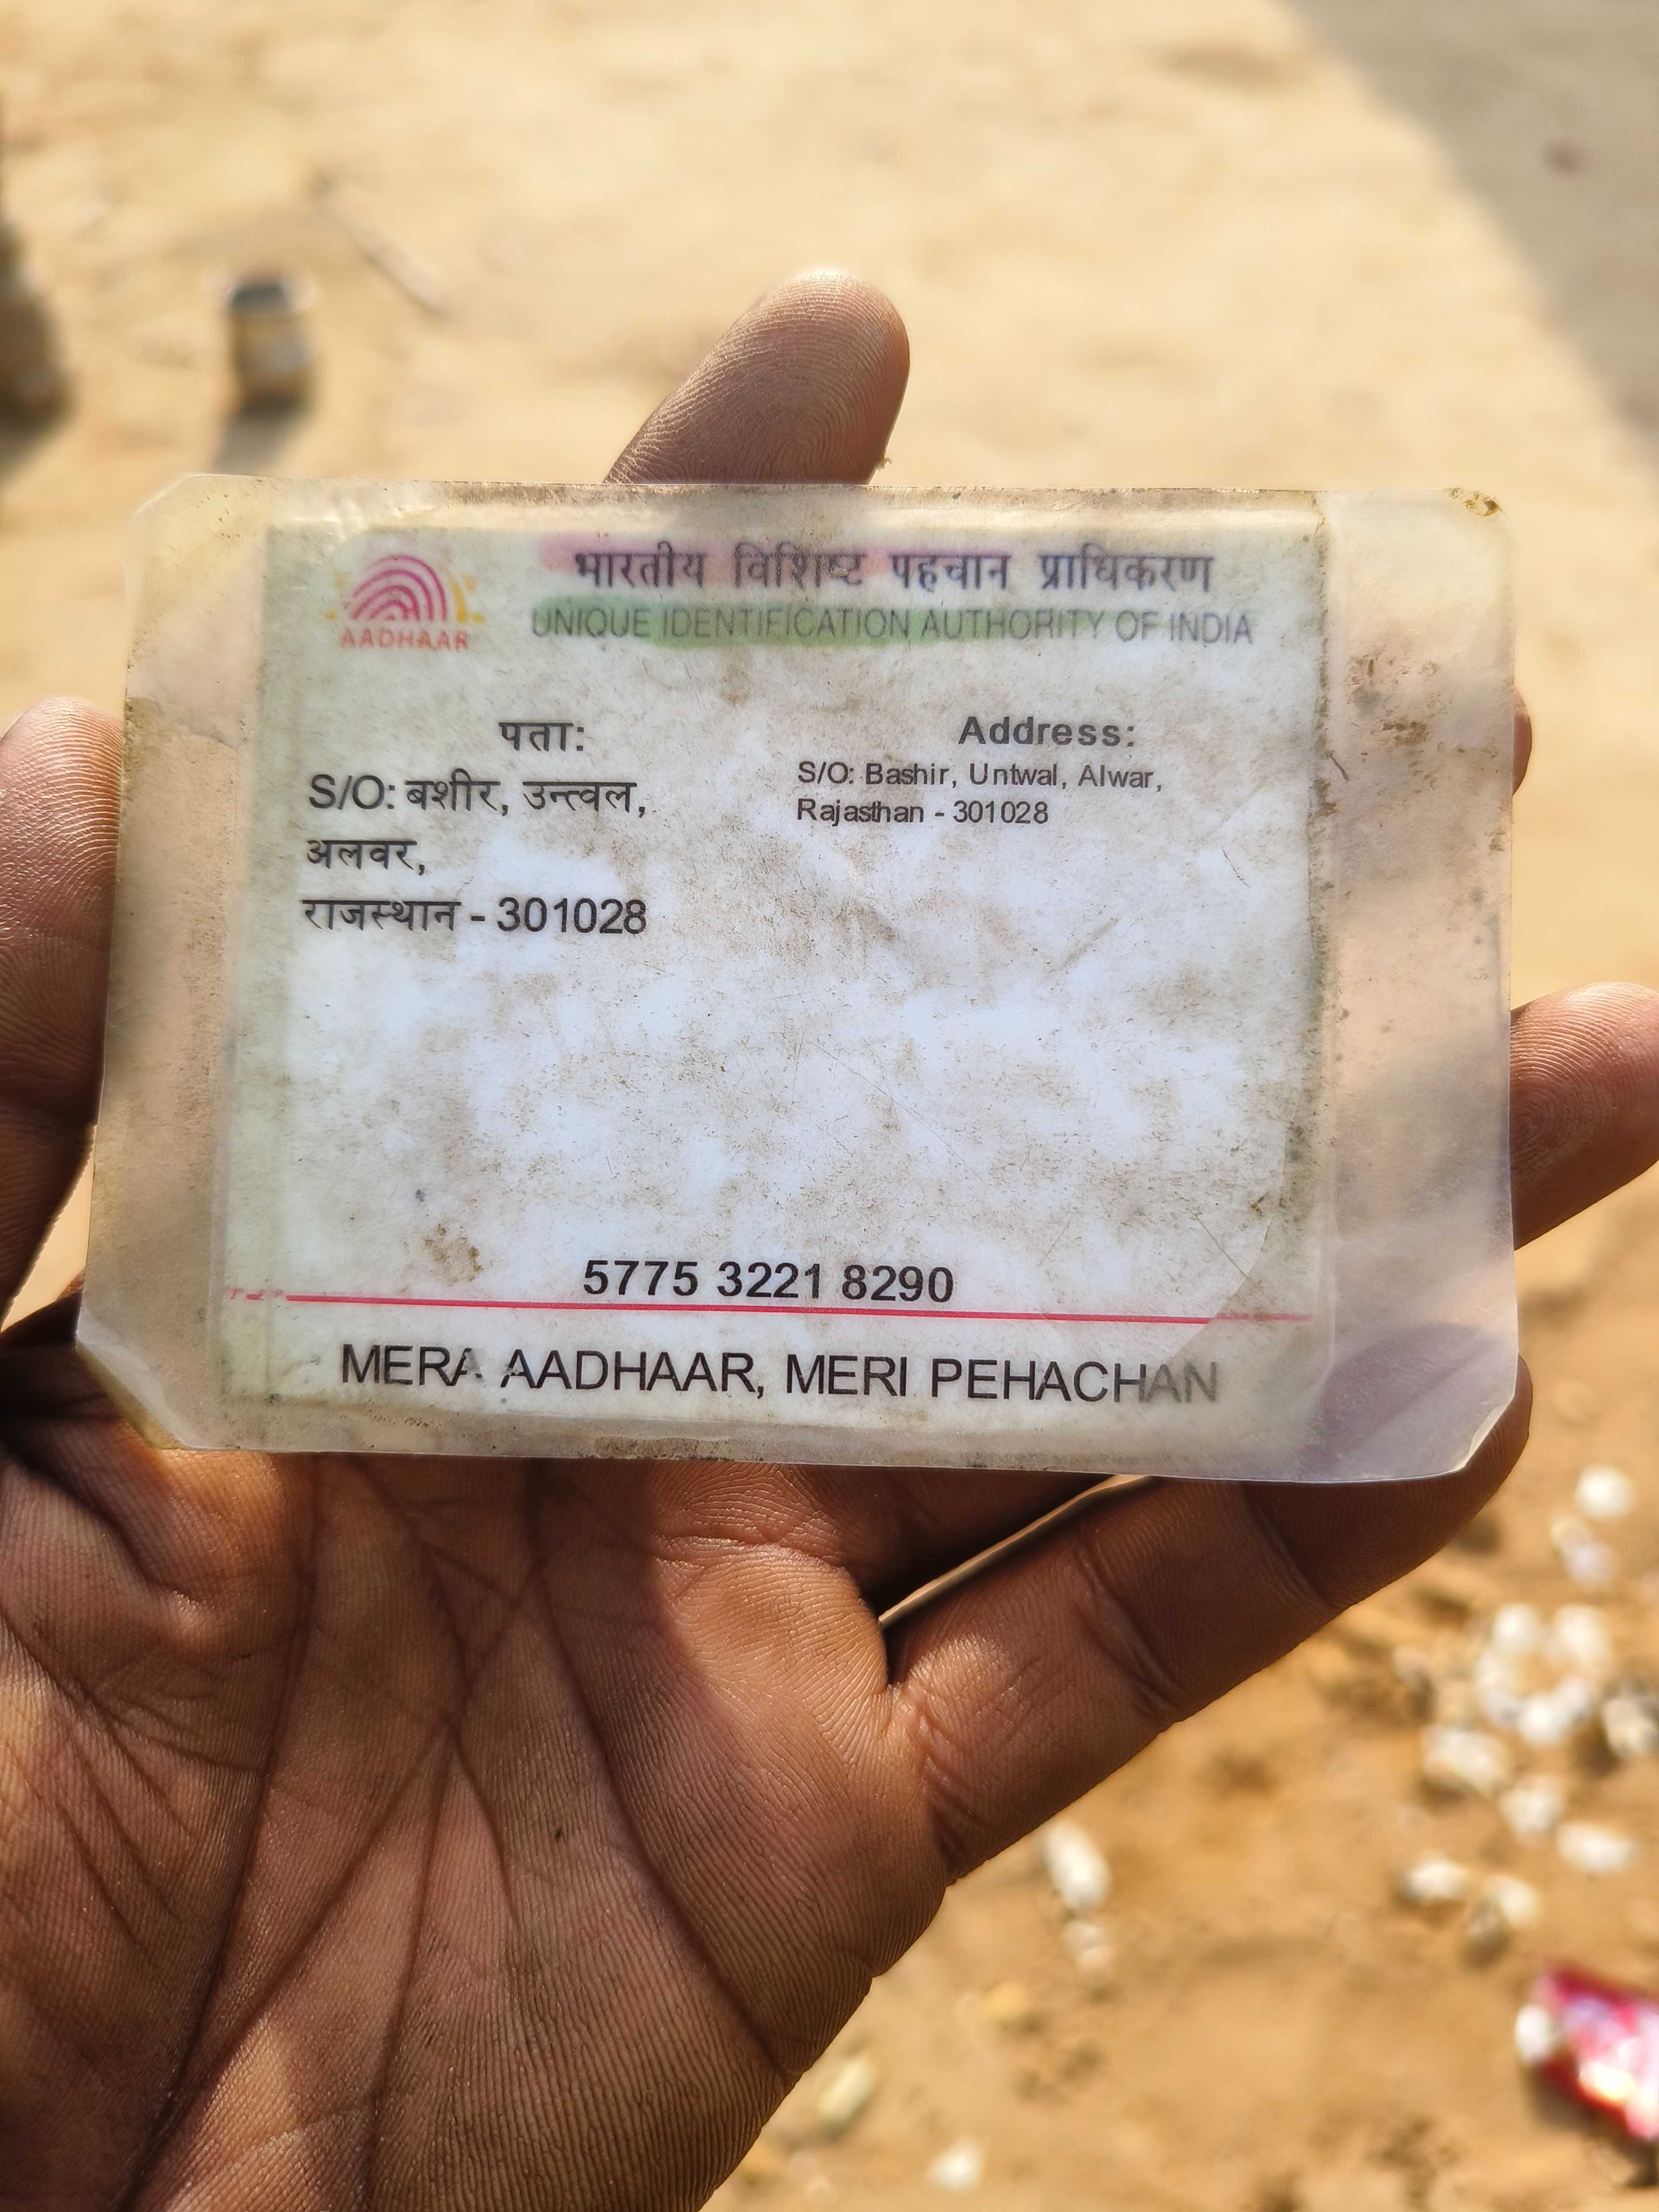 भारतीय विशिष्ट पहचान प्राधिकरण
UNIQUE IDENTIFICATION AUTHORITY OF INDIA
AADHAAR
पता:
S/O: बशीर, उन्त्वल,
अलवर,
राजस्थान - 301028
Address:
S/O: Bashir, Untwal, Alwar,
Rajasthan - 301028
5775 3221 8290
MERA AADHAAR, MERI PEHACHAN